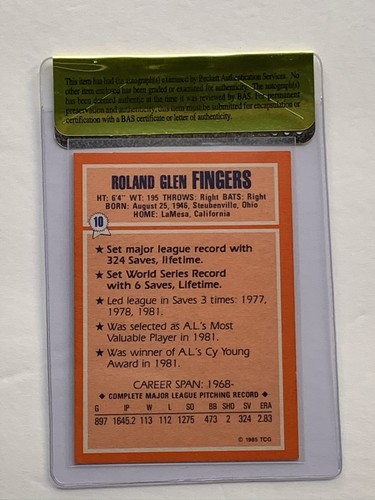 This item has had the autograph(s) examined by Beckett Authentication Services. No
other item enclosed has been graded or examined for authenticity. The autograph(s)
has been deemed authentic at the time it was reviewed by BAS. For permanent
preservation and authenticity, this item must be submitted for encapsulation or
certification with a BAS certificate or letter of authenticity.
ROLAND GLEN FINGERS
HT: 6'4" WT: 195 THROWS: Right BATS: Right
BORN: August 25, 1946, Steubenville, Ohio
HOME: LaMesa, California
10
★ Set major league record with
324 Saves, lifetime.
★ Set World Series Record
with 6 Saves, Lifetime.
★ Led league in Saves 3 times: 1977,
1978, 1981.
★ Was selected as A.L.'s Most
Valuable Player in 1981.
★ Was winner of A.L.'s Cy Young
Award in 1981.
CAREER SPAN: 1968-
◆ COMPLETE MAJOR LEAGUE PITCHING RECORD ◆
G IP W L SO BB SHO SV ERA
897 1645.2 113 112 1275 473 2 324 2.83
© 1985 TCG